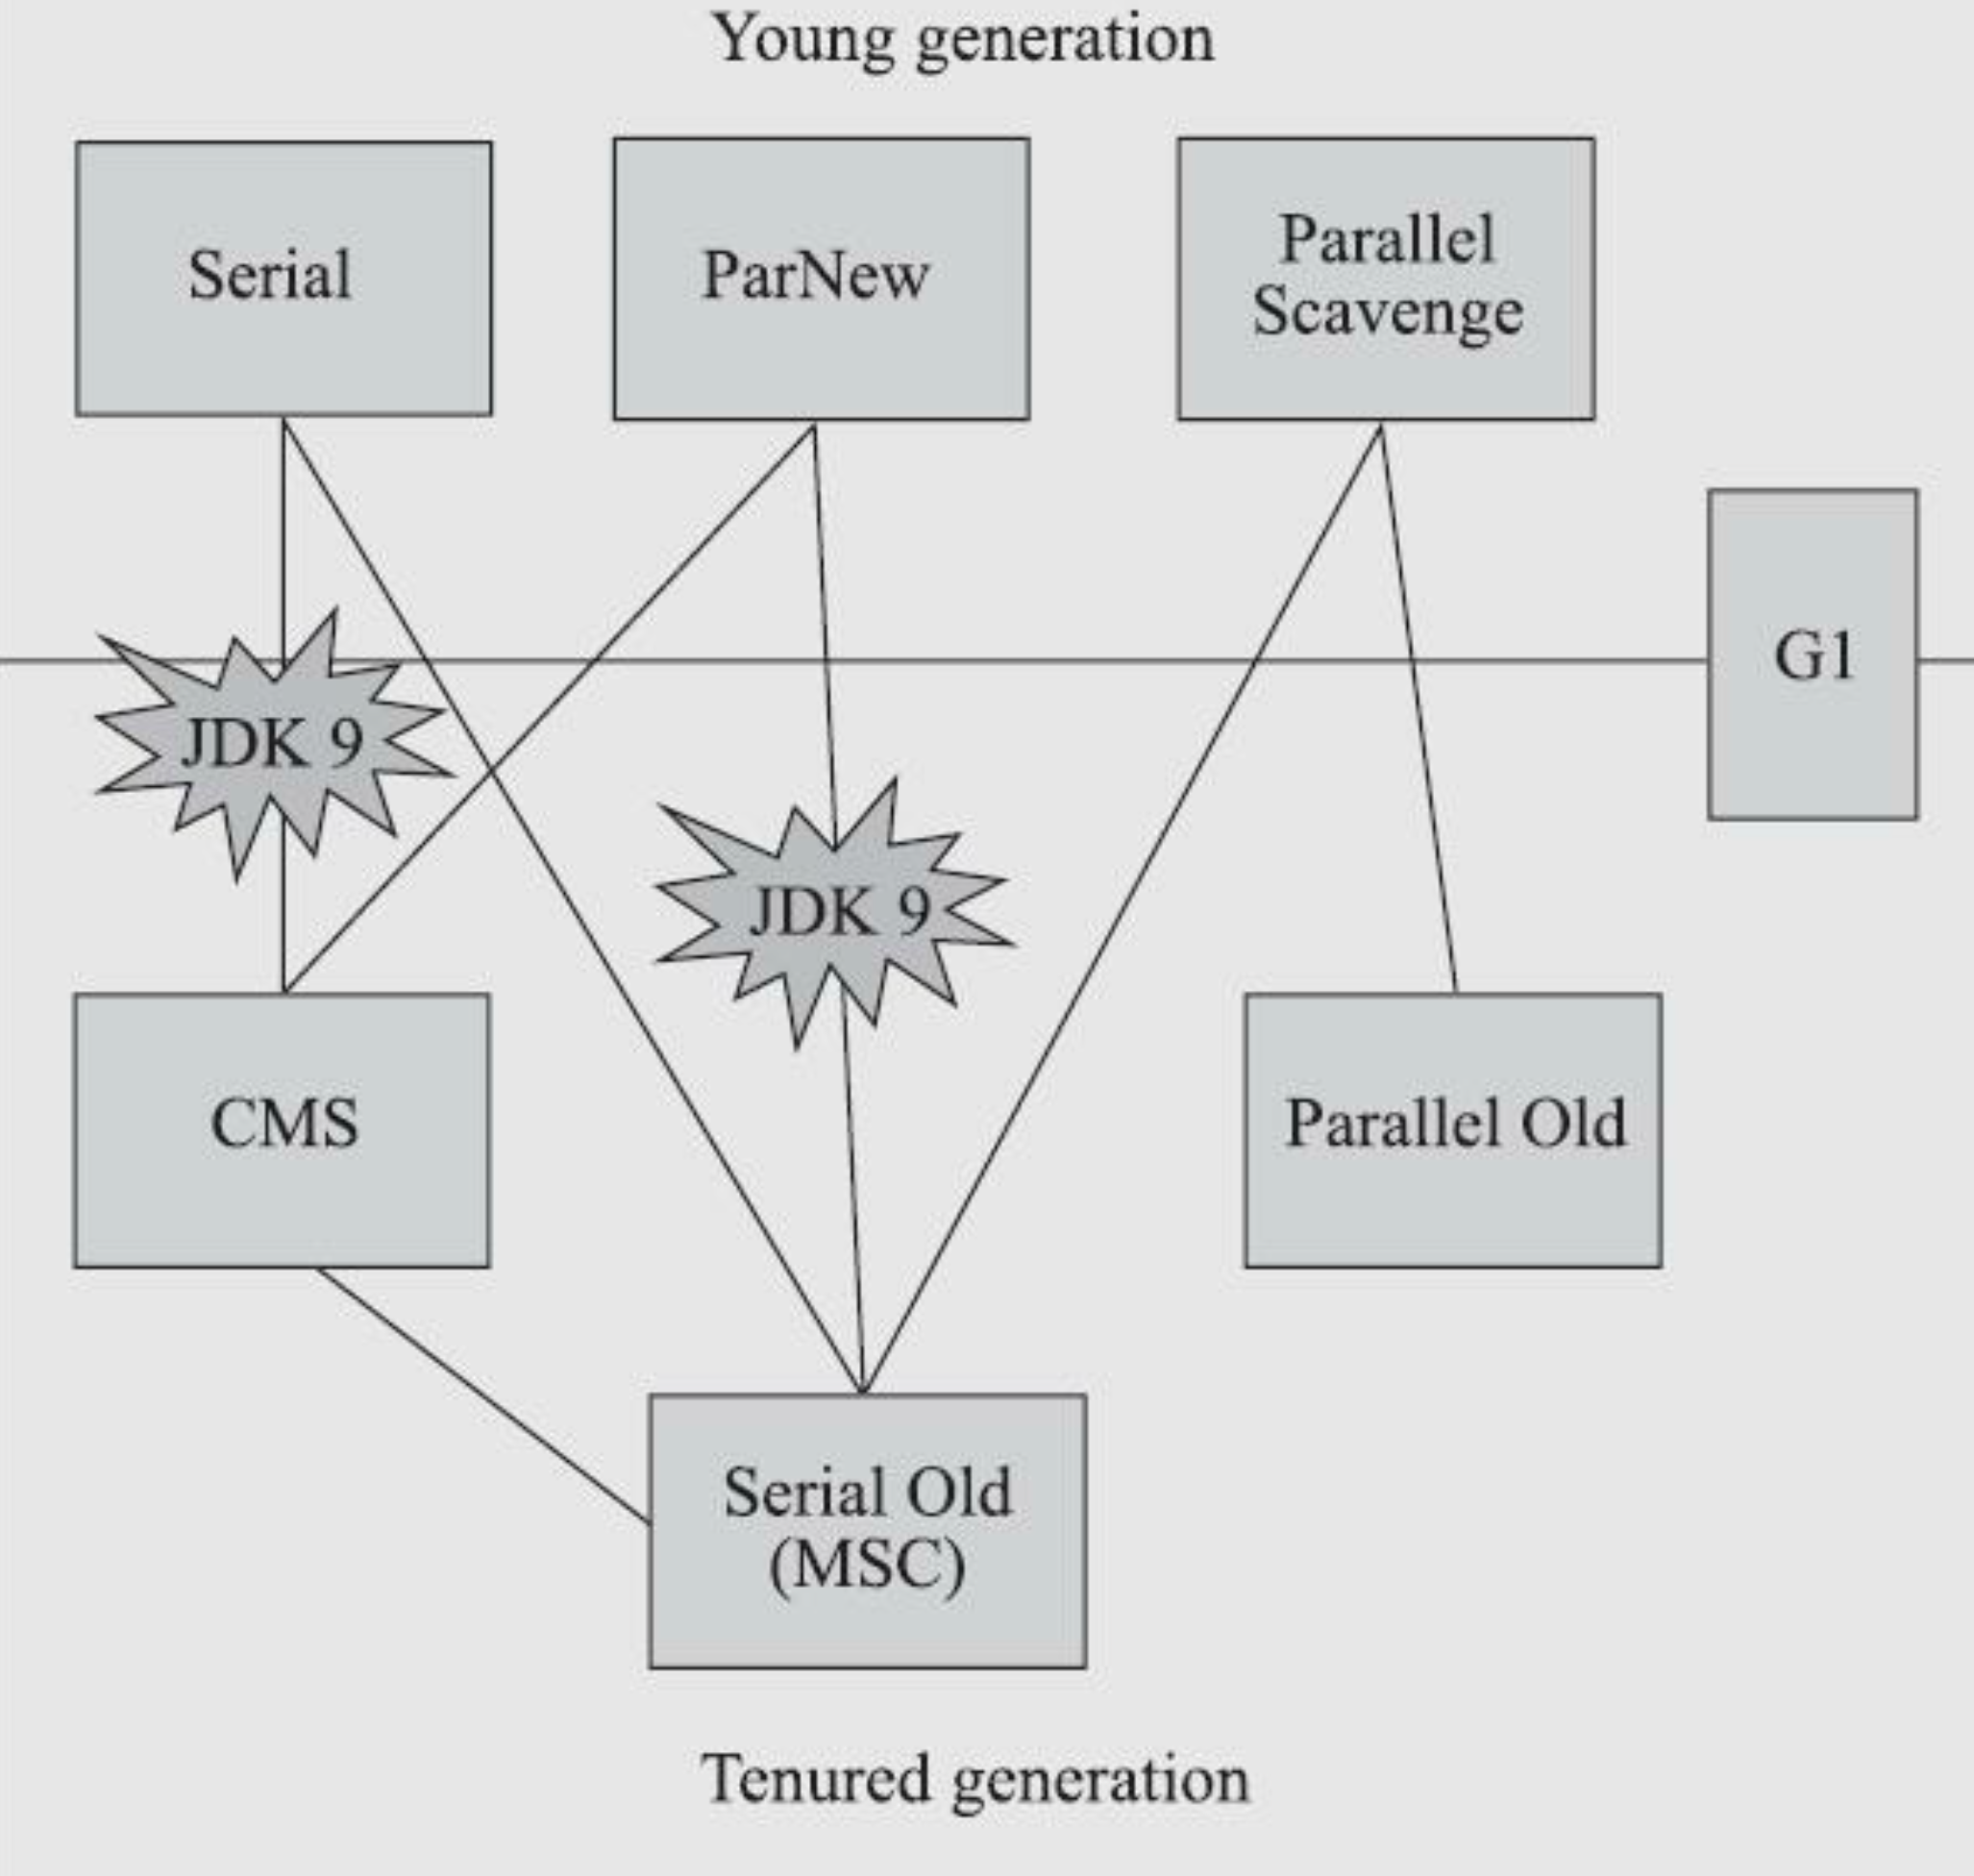 Young generation
Serial
ParNew
Parallel
Scavenge
G1
JDK 9
JDK 9
CMS
Parallel Old
Serial Old
(MSC)
Tenured generation